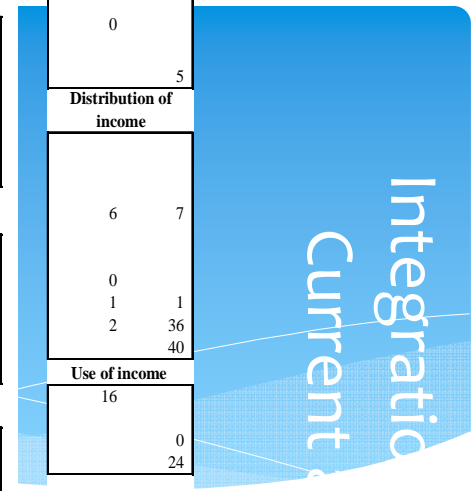 0
5
Distribution of
income
6 7
0
1 1
2 36
40
Use of income
16
0
24
Integratio
Current